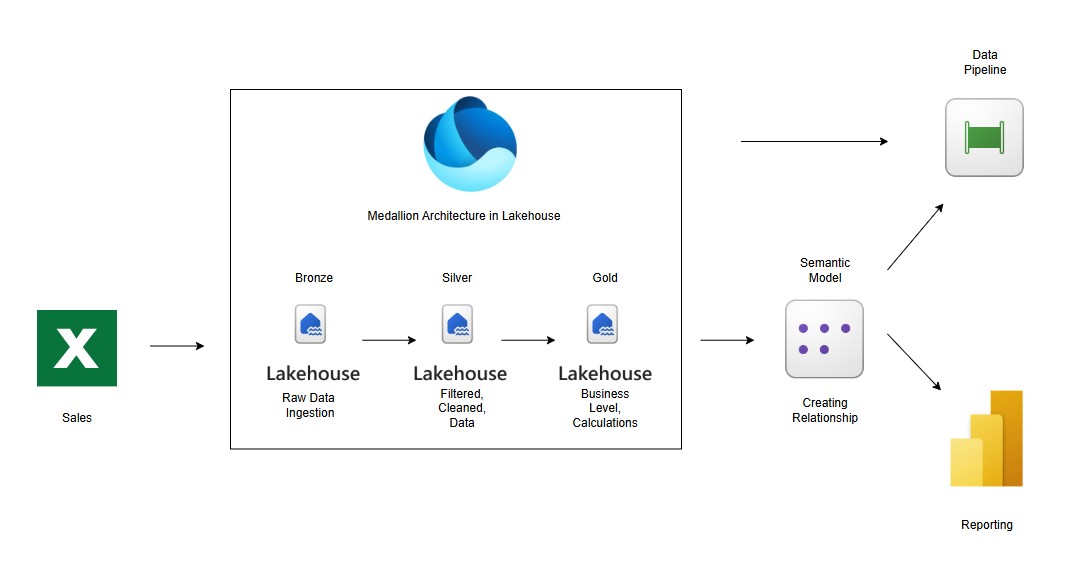 Data
Pipeline
Medallion Architecture in Lakehouse
Semantic
Model
Bronze
Silver
Gold
X
Lakehouse
Lakehouse
Lakehouse
Raw Data
Ingestion
Filtered,
Cleaned,
Data
Business
Level,
Calculations
Sales
Creating
Relationship
Reporting